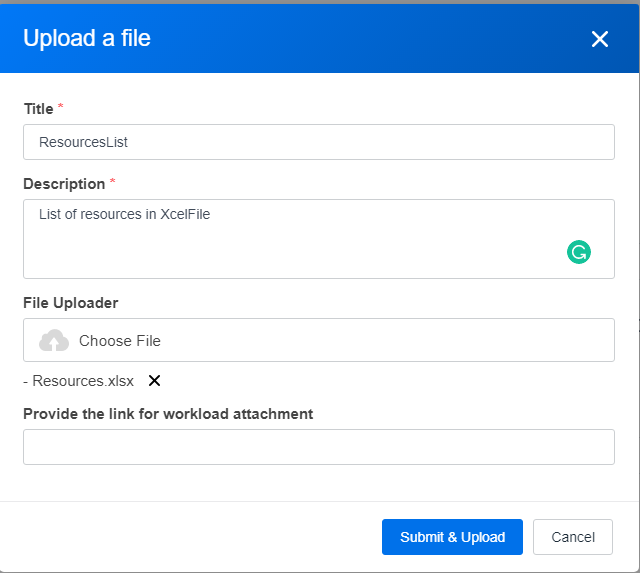 Upload a file
Title *
ResourcesList
Description *
List of resources in XcelFile
File Uploader
Choose File
- Resources.xlsx
Provide the link for workload attachment
Submit & Upload Cancel